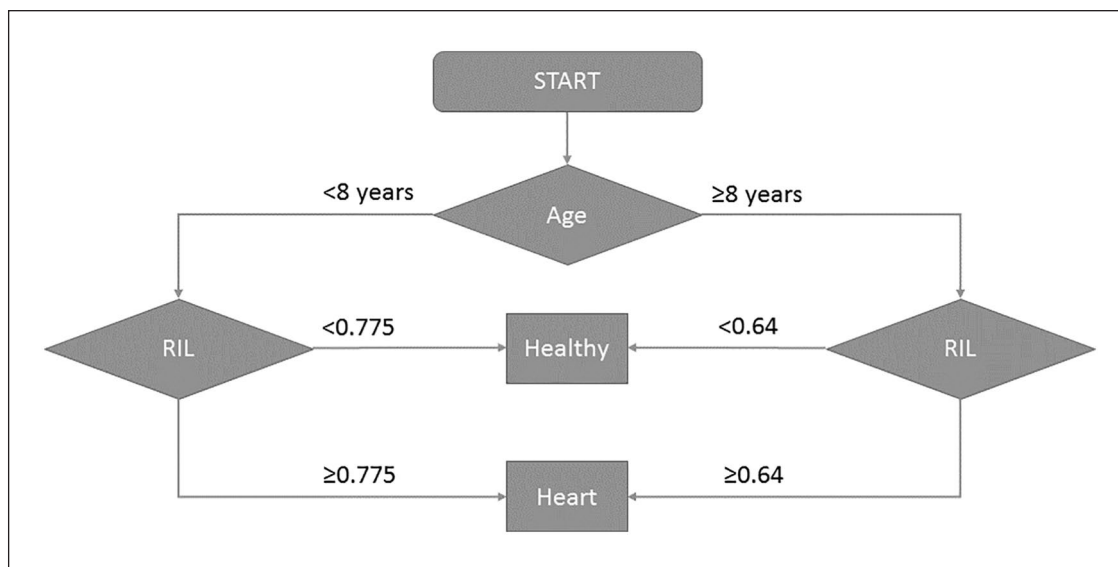 START
<8 years
Age
≥8 years
RIL
<0.775
Healthy
<0.64
RIL
≥0.775
Heart
≥0.64